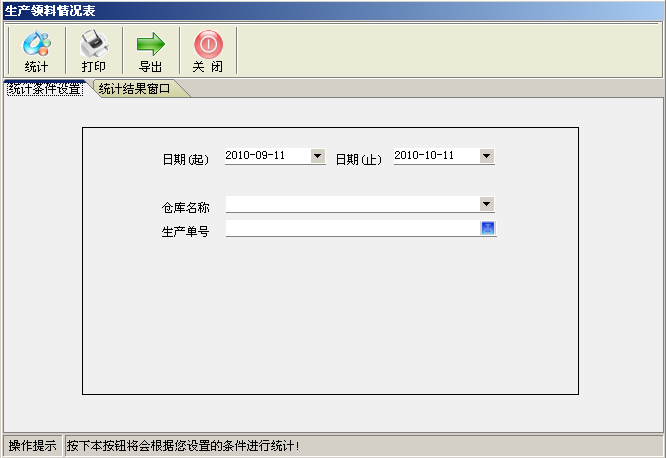 生产领料情况表
统计 打印 导出 关 闭
统计条件设置 统计结果窗口
日期(起) 2010-09-11 日期(止) 2010-10-11
仓库名称
生产单号
操作提示 按下本按钮将会根据您设置的条件进行统计!